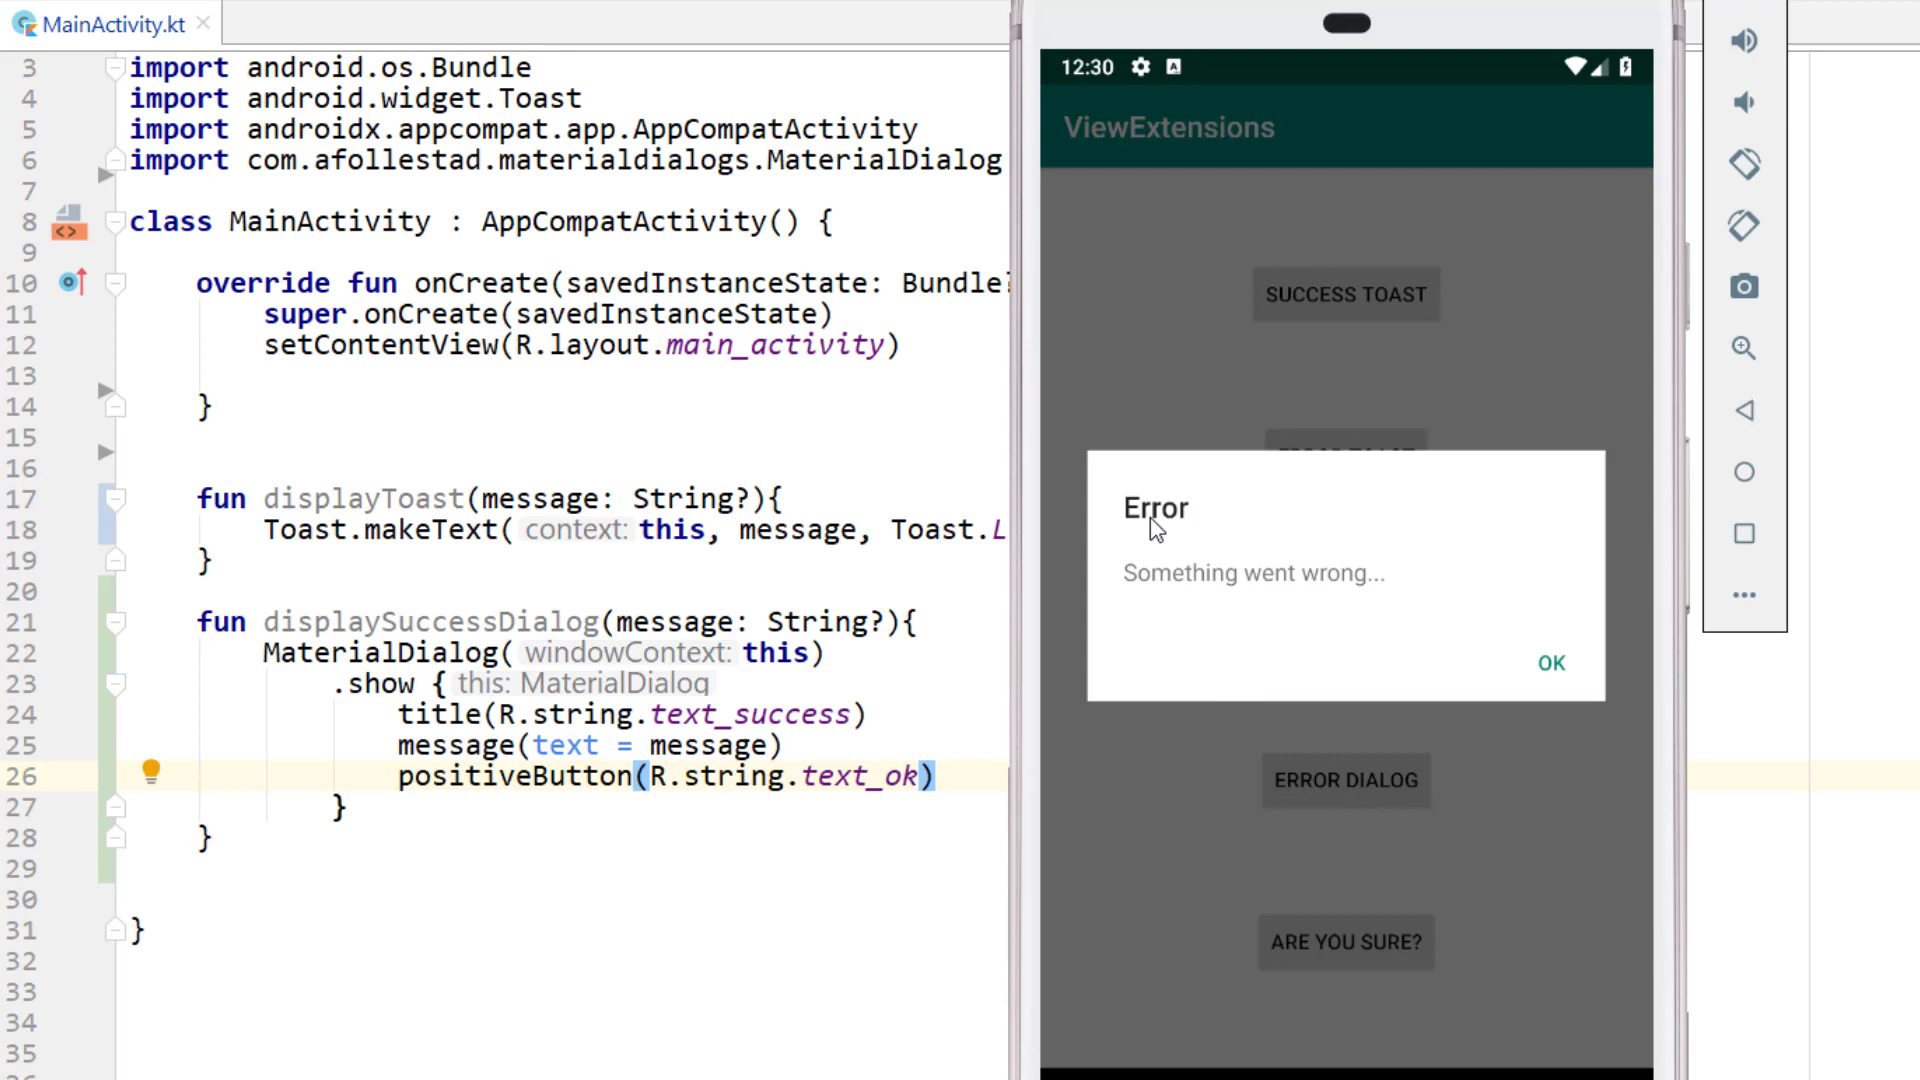 MainActivity.kt
3 import android.os.Bundle
4 import android.widget.Toast
5 import androidx.appcompat.app.AppCompatActivity
6 import com.afollestad.materialdialogs.MaterialDialog
7
8 class MainActivity : AppCompatActivity() {
9
10 override fun onCreate(savedInstanceState: Bundle?
11 super.onCreate(savedInstanceState)
12 setContentView(R.layout.main_activity)
13
14 }
15
16
17 fun displayToast(message: String?){
18 Toast.makeText( context: this, message, Toast.L
19 }
20
21 fun displaySuccessDialog(message: String?){
22 MaterialDialog( windowContext: this)
23 .show { this: MaterialDialog
24 title(R.string.text_success)
25 message(text = message)
26 positiveButton(R.string.text_ok)
27 }
28 }
29
30
31 }
32
33
34
35
12:30
ViewExtensions
SUCCESS TOAST
Error
Something went wrong...
OK
ERROR DIALOG
ARE YOU SURE?